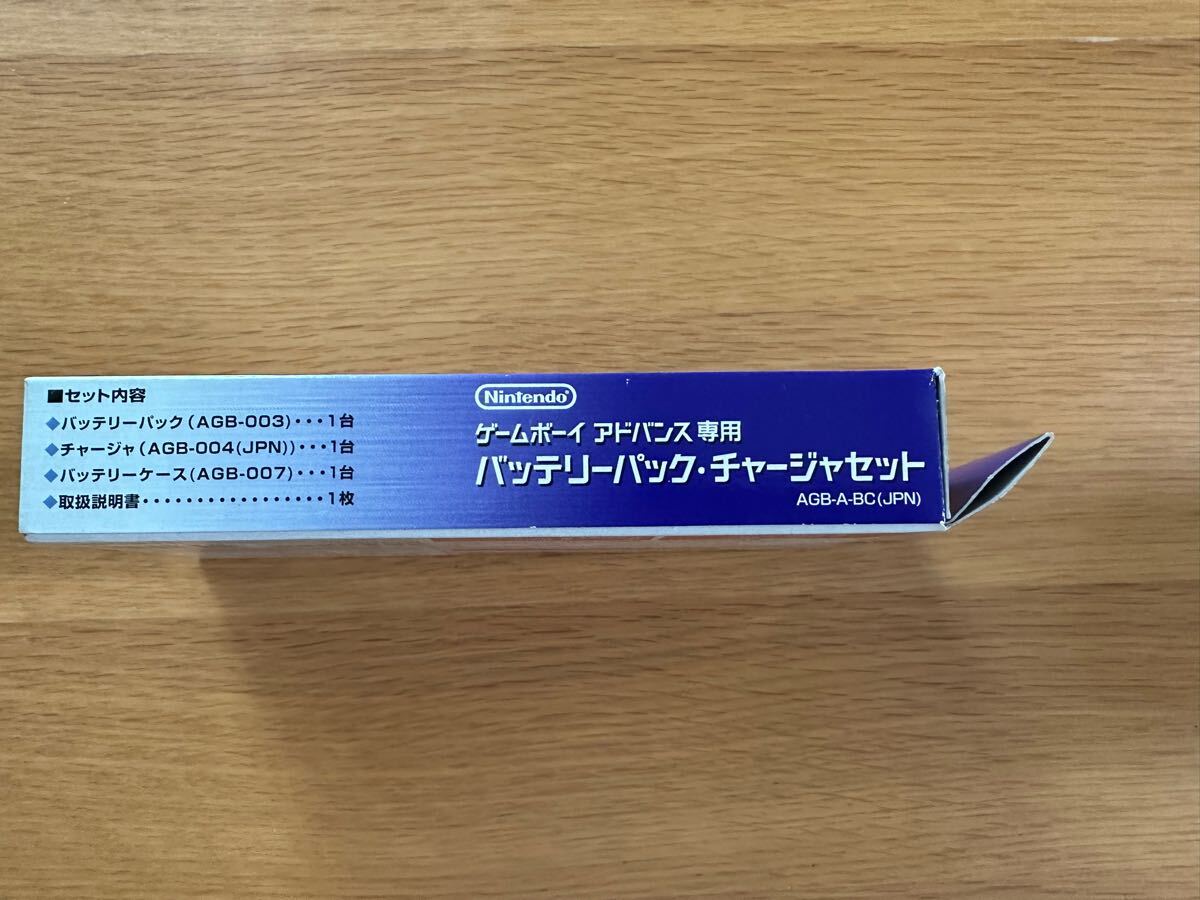 ■セット内容
◆バッテリーパック(AGB-003)・・・1台
◆チャージャ(AGB-004(JPN))・・・1台
◆バッテリーケース(AGB-007)・・・1台
◆取扱説明書・・・・・・・・・・・・・・・・・1枚
Nintendo
ゲームボーイ アドバンス専用
バッテリーパック・チャージャセット
AGB-A-BC(JPN)